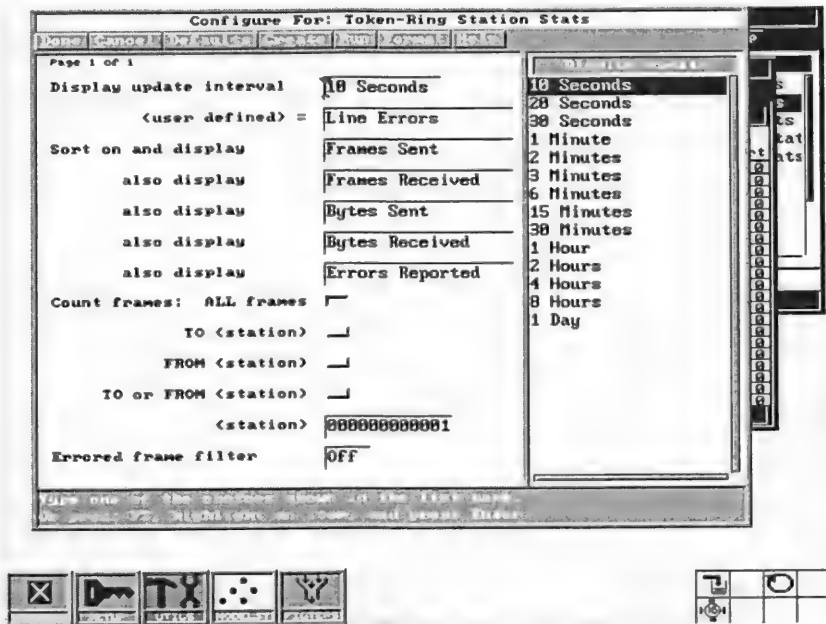 Configure For: Token-Ring Station Stats
Done Cancel Defaults Create Run Format Help
Page 1 of 1
Display update interval 10 Seconds
<user defined> = Line Errors
Sort on and display Frames Sent
also display Frames Received
also display Bytes Sent
also display Bytes Received
also display Errors Reported
Count frames: ALL frames
TO <station>
FROM <station>
TO or FROM <station>
<station> 000000000001
Errored frame filter Off
10 Seconds
20 Seconds
30 Seconds
1 Minute
2 Minutes
3 Minutes
6 Minutes
15 Minutes
30 Minutes
1 Hour
2 Hours
4 Hours
8 Hours
1 Day